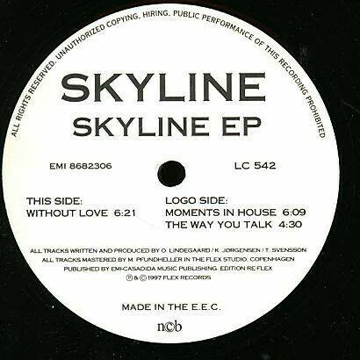 ALL RIGHTS RESERVED. UNAUTHORIZED COPYING, HIRING, PUBLIC PERFORMANCE OF THIS RECORDING PROHIBITED
SKYLINE
SKYLINE EP
EMI 8682306 LC 542
THIS SIDE:
WITHOUT LOVE 6:21
LOGO SIDE:
MOMENTS IN HOUSE 6:09
THE WAY YOU TALK 4:30
ALL TRACKS WRITTEN AND PRODUCED BY O. LINDEGAARD / K. JØRGENSEN / T. SVENSSON
ALL TRACKS MASTERED BY M. PFUNDHELLER IN THE FLEX STUDIO, COPENHAGEN
PUBLISHED BY EMI-CASADIDA MUSIC PUBLISHING, EDITION RE-FLEX
℗ & © 1997 FLEX RECORDS
MADE IN THE E.E.C.
n©b